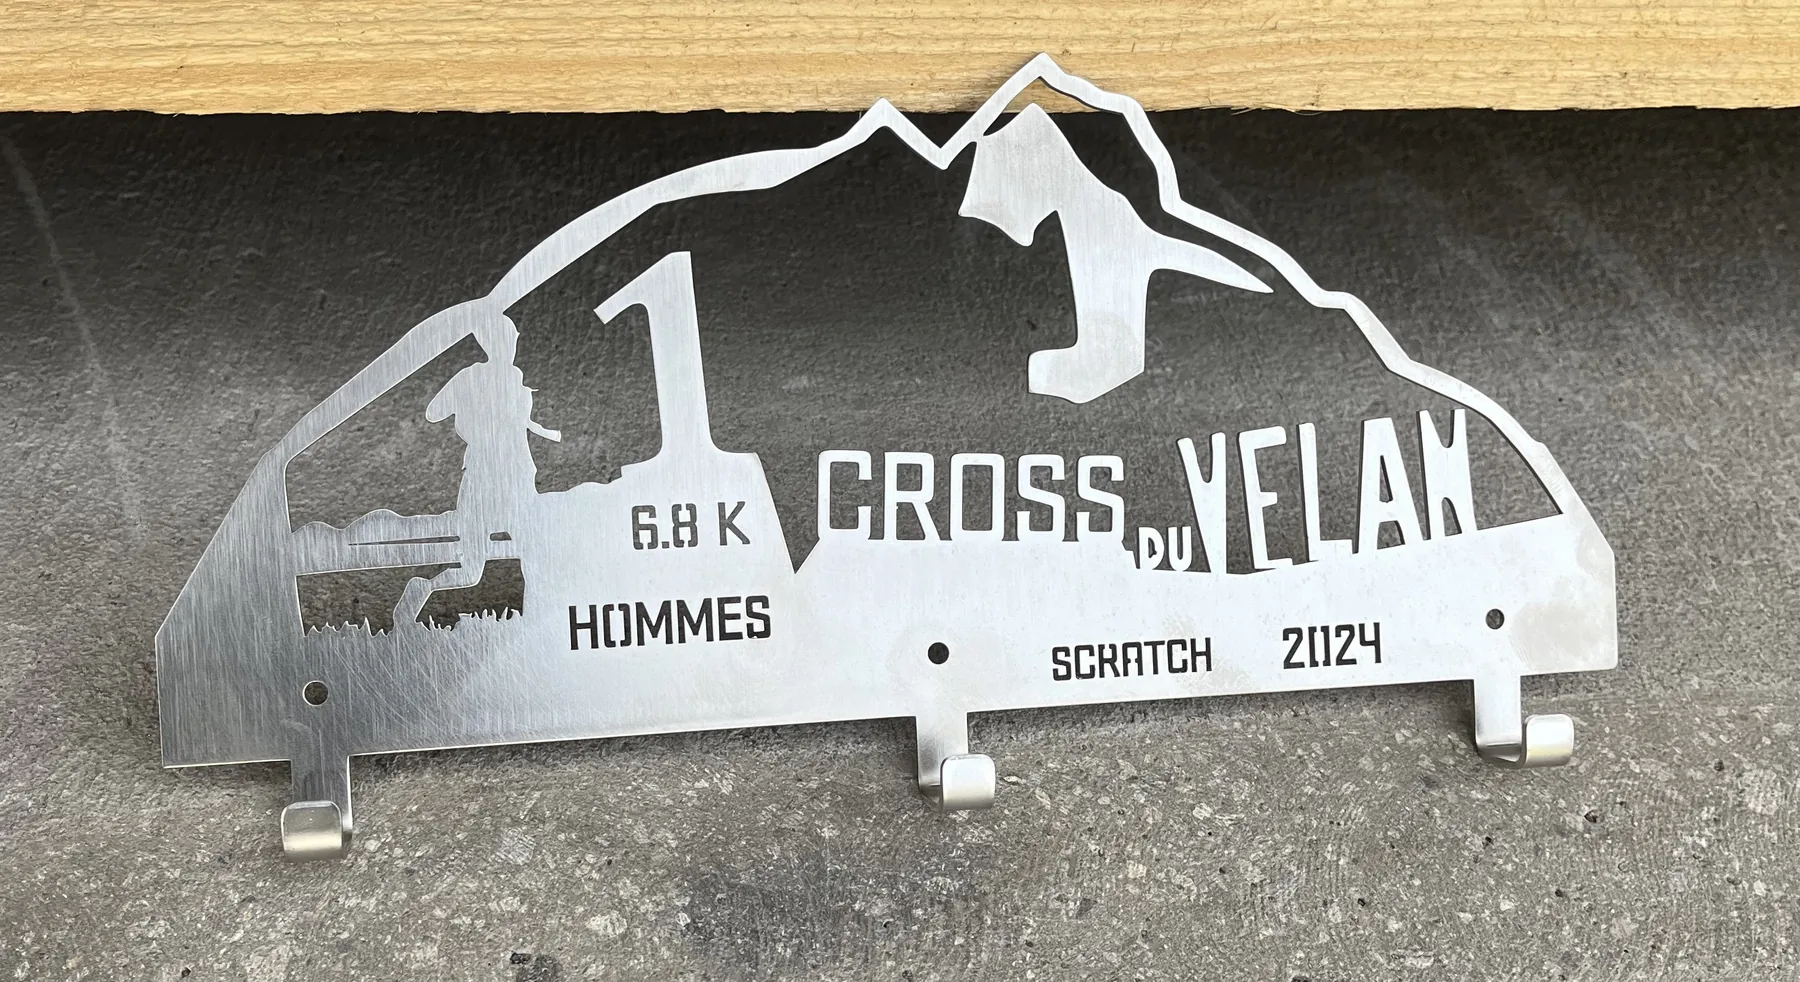 1
6.8 K
HOMMES
CROSS DU VELAN
SCRATCH 2024